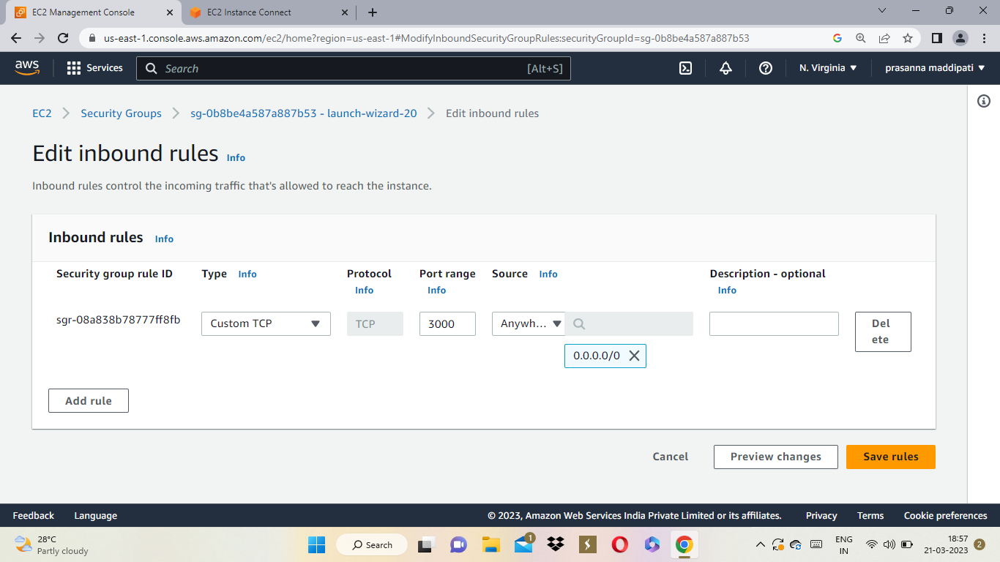 EC2 Management Console
EC2 Instance Connect
us-east-1.console.aws.amazon.com/ec2/home?region=us-east-1#ModifyInboundSecurityGroupRules:securityGroupId=sg-0b8be4a587a887b53
aws Services Search [Alt+S] N. Virginia prasanna maddipati
EC2 Security Groups sg-0b8be4a587a887b53 - launch-wizard-20 Edit inbound rules
Edit inbound rules Info
Inbound rules control the incoming traffic that's allowed to reach the instance.
Inbound rules Info
Security group rule ID Type Info Protocol Port range Source Info Description - optional
Info Info Info
sgr-08a838b78777ff8fb Custom TCP TCP 3000 Anywh... Del
ete
0.0.0.0/0
Add rule
Cancel Preview changes Save rules
Feedback Language © 2023, Amazon Web Services India Private Limited or its affiliates. Privacy Terms Cookie preferences
28°C
Partly cloudy
Search
1
ENG
IN
18:57
21-03-2023
2